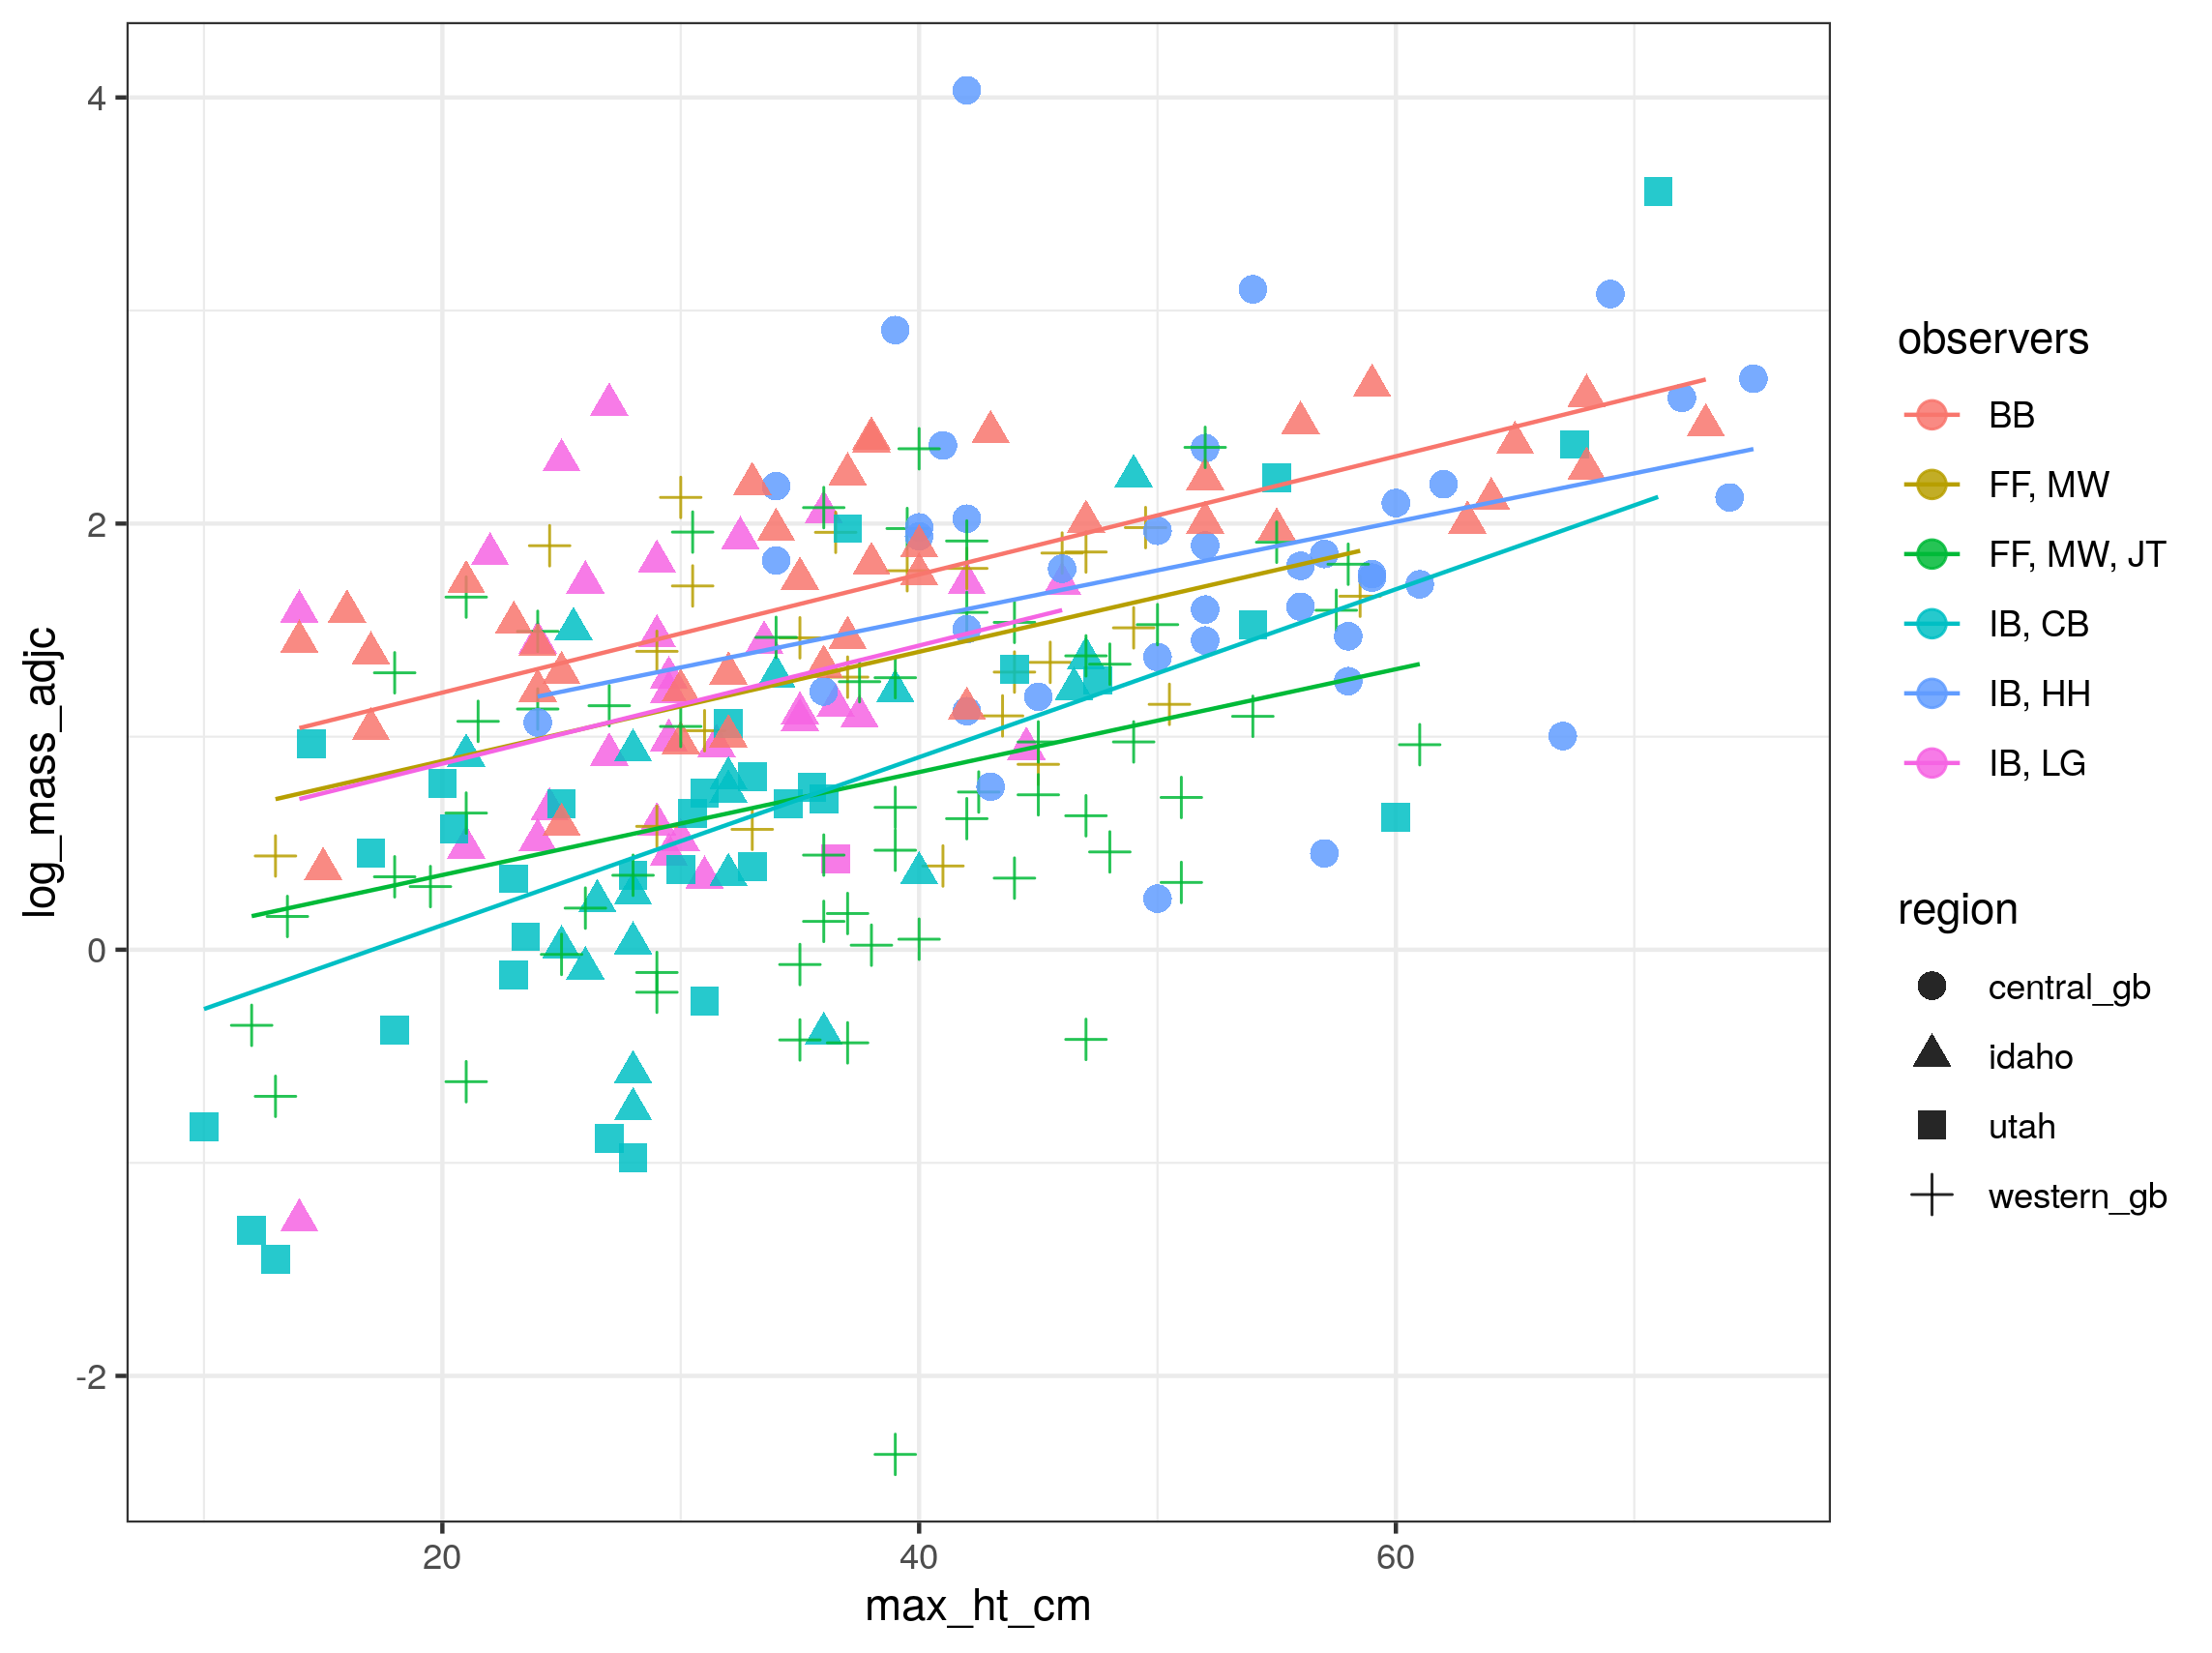 4
2
0
-2
log_mass_adjc
20
40
60
max_ht_cm
observers
BB
FF, MW
FF, MW, JT
IB, CB
IB, HH
IB, LG
region
central_gb
idaho
utah
western_gb